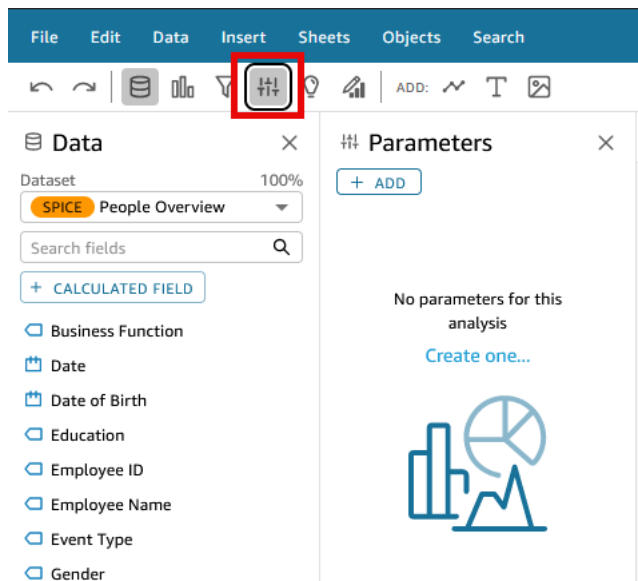 File Edit Data Insert Sheets Objects Search
ADD: T
Data
Parameters
Dataset 100%
+ ADD
SPICE People Overview
Search fields
+ CALCULATED FIELD
No parameters for this
analysis
Create one...
Business Function
Date
Date of Birth
Education
Employee ID
Employee Name
Event Type
Gender